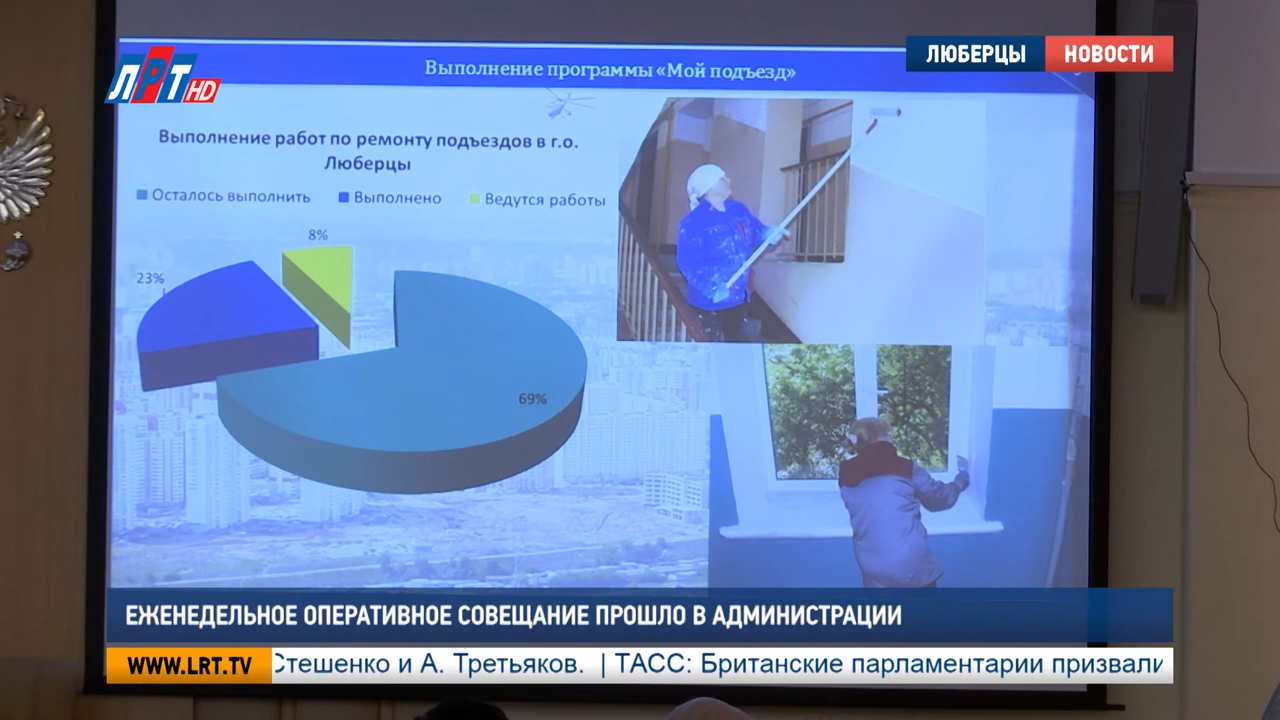 ЛРТ HD
ЛЮБЕРЦЫ НОВОСТИ
Выполнение программы «Мой подъезд»
Выполнение работ по ремонту подъездов в г.о.
Люберцы
Осталось выполнить Выполнено Ведутся работы
8%
23%
69%
ЕЖЕНЕДЕЛЬНОЕ ОПЕРАТИВНОЕ СОВЕЩАНИЕ ПРОШЛО В АДМИНИСТРАЦИИ
WWW.LRT.TV Стешенко и А. Третьяков. | ТАСС: Британские парламентарии призвали